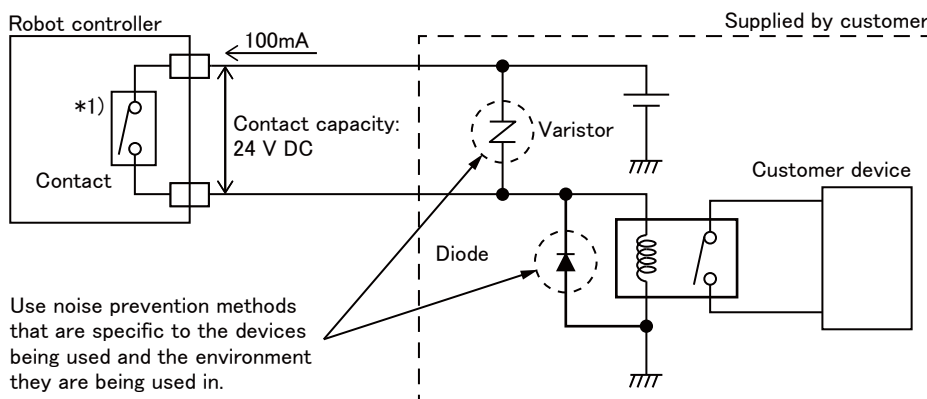 Robot controller
Supplied by customer
100mA
*1)
Contact capacity:
24 V DC
Varistor
Contact
Customer device
Diode
Use noise prevention methods
that are specific to the devices
being used and the environment
they are being used in.